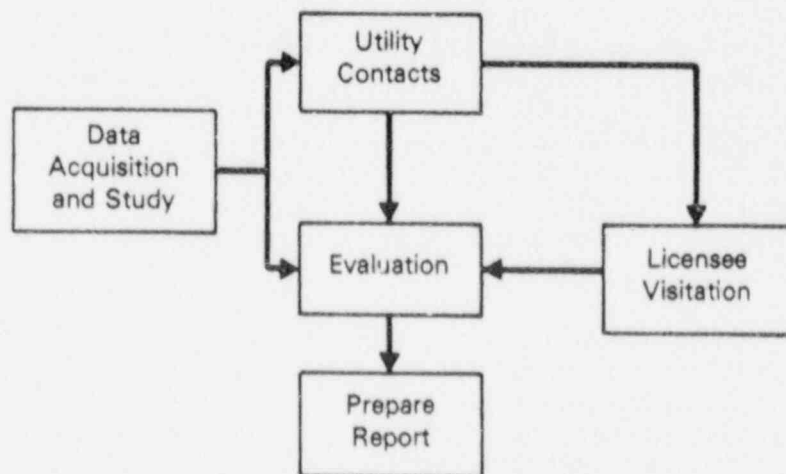 Utility
Contacts
Data
Acquisition
and Study
Evaluation
Licensee
Visitation
Prepare
Report